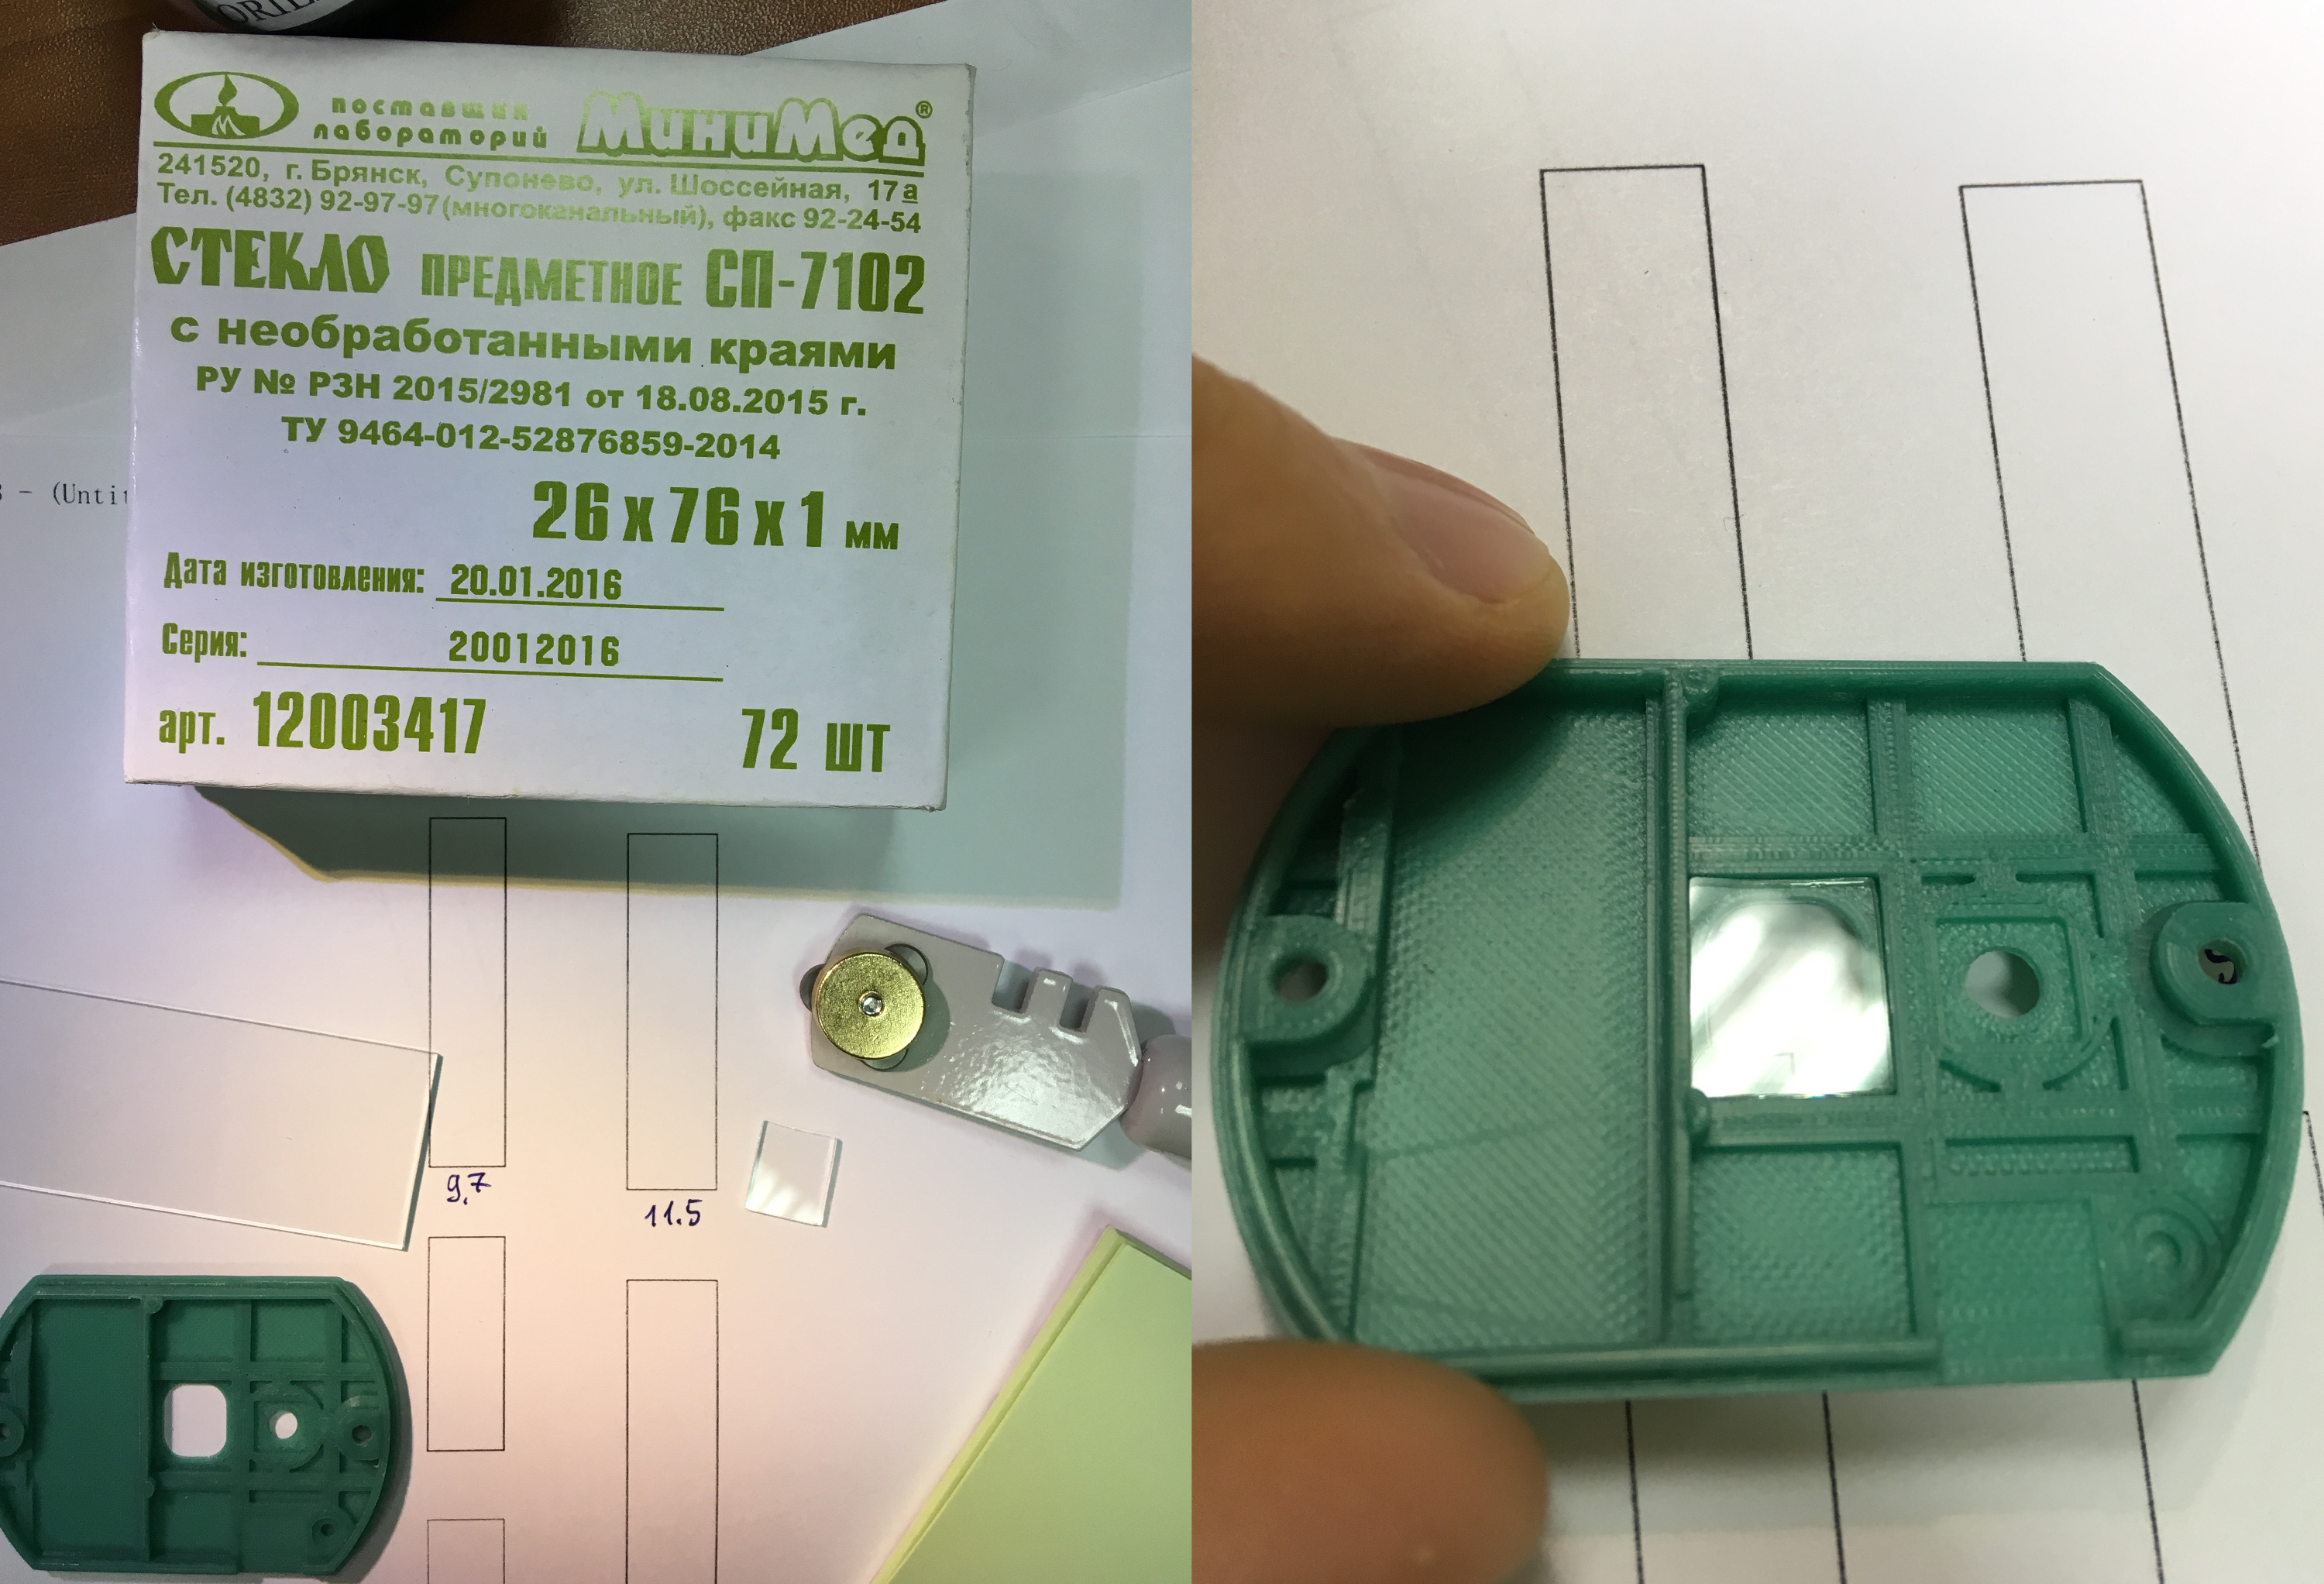 ORIL
поставщик
лабораторий
МиниМед®
241520, г. Брянск, Супонево, ул. Шоссейная, 17а
Тел. (4832) 92-97-97(многоканальный), факс 92-24-54
СТЕКЛО ПРЕДМЕТНОЕ СП-7102
с необработанными краями
РУ № РЗН 2015/2981 от 18.08.2015 г.
ТУ 9464-012-52876859-2014
- (Untit
26 х 76 х 1 мм
Дата изготовления: 20.01.2016
Серия: 20012016
арт. 12003417 72 шт
9,7
11.5